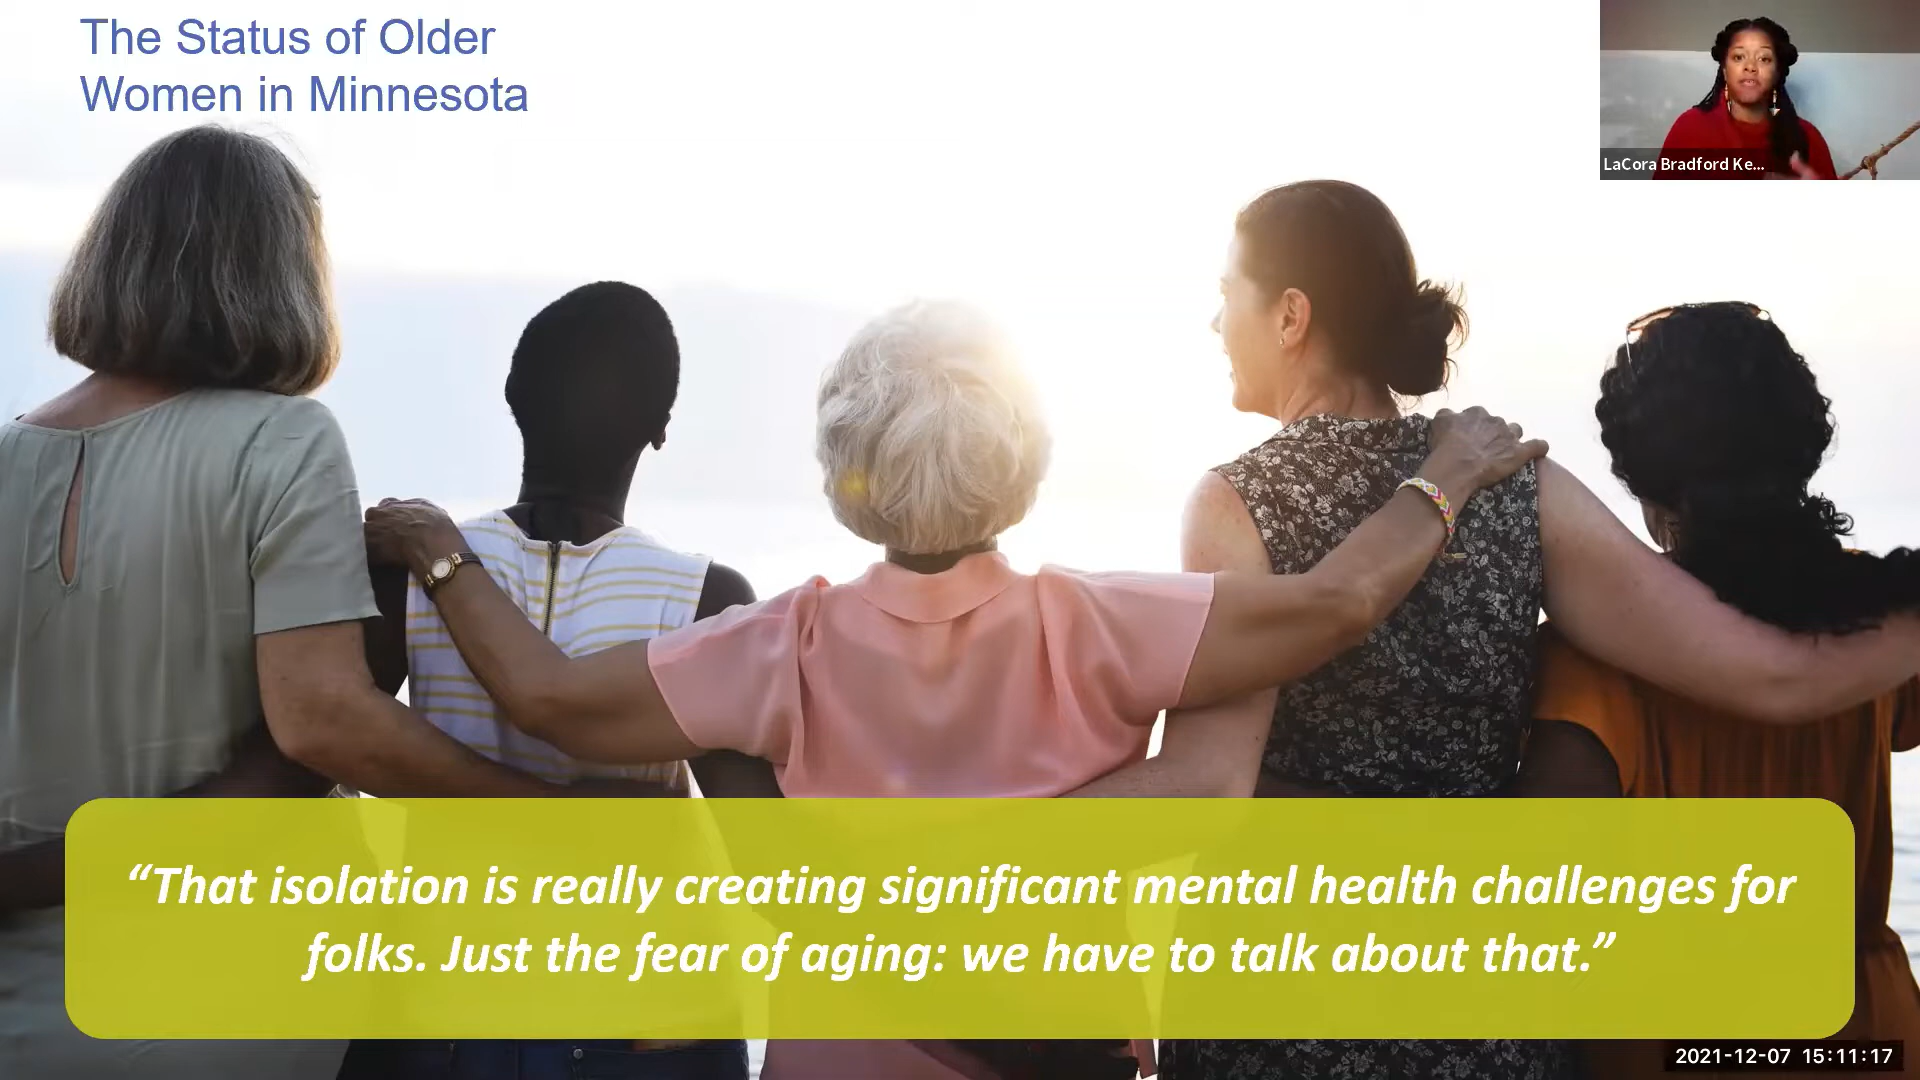 The Status of Older
Women in Minnesota
LaCora Bradford Ke...
“That isolation is really creating significant mental health challenges for
folks. Just the fear of aging: we have to talk about that.”
2021-12-07 15:11:17